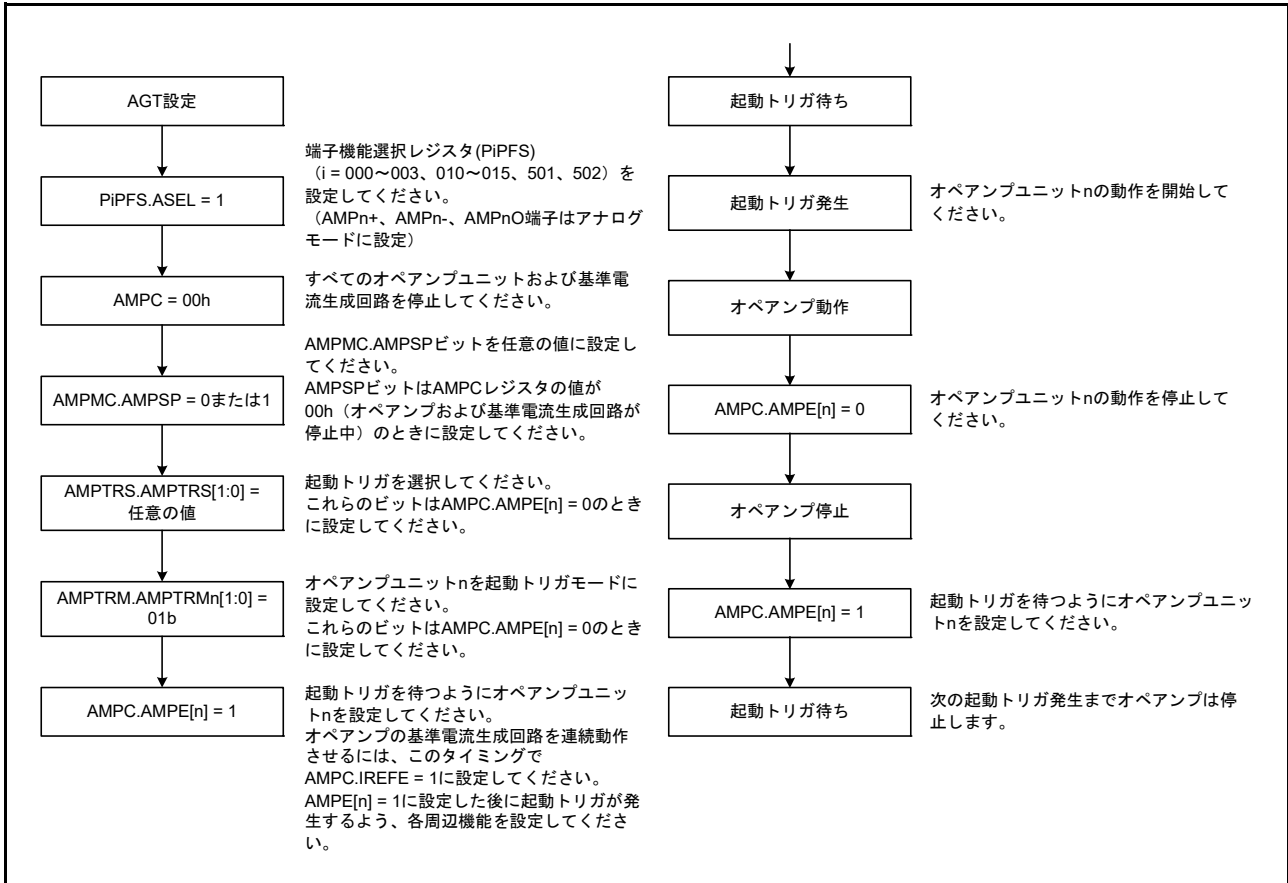 AGT設定
PiPFS.ASEL = 1
端子機能選択レジスタ(PiPFS)
（i = 000～003、010～015、501、502）を
設定してください。
（AMPn+、AMPn-、AMPnO端子はアナログ
モードに設定）
AMPC = 00h
すべてのオペアンプユニットおよび基準電
流生成回路を停止してください。
AMPMC.AMPSP = 0または1
AMPMC.AMPSPビットを任意の値に設定し
てください。
AMPSPビットはAMPCレジスタの値が
00h（オペアンプおよび基準電流生成回路が
停止中）のときに設定してください。
AMPTRS.AMPTRS[1:0] =
任意の値
起動トリガを選択してください。
これらのビットはAMPC.AMPE[n] = 0のとき
に設定してください。
AMPTRM.AMPTRMn[1:0] =
01b
オペアンプユニットnを起動トリガモードに
設定してください。
これらのビットはAMPC.AMPE[n] = 0のとき
に設定してください。
AMPC.AMPE[n] = 1
起動トリガを待つようにオペアンプユニッ
トnを設定してください。
オペアンプの基準電流生成回路を連続動作
させるには、このタイミングで
AMPC.IREFE = 1に設定してください。
AMPE[n] = 1に設定した後に起動トリガが発
生するよう、各周辺機能を設定してくださ
い。
起動トリガ待ち
起動トリガ発生
オペアンプユニットnの動作を開始して
ください。
オペアンプ動作
AMPC.AMPE[n] = 0
オペアンプユニットnの動作を停止して
ください。
オペアンプ停止
AMPC.AMPE[n] = 1
起動トリガを待つようにオペアンプユニッ
トnを設定してください。
起動トリガ待ち
次の起動トリガ発生までオペアンプは停
止します。